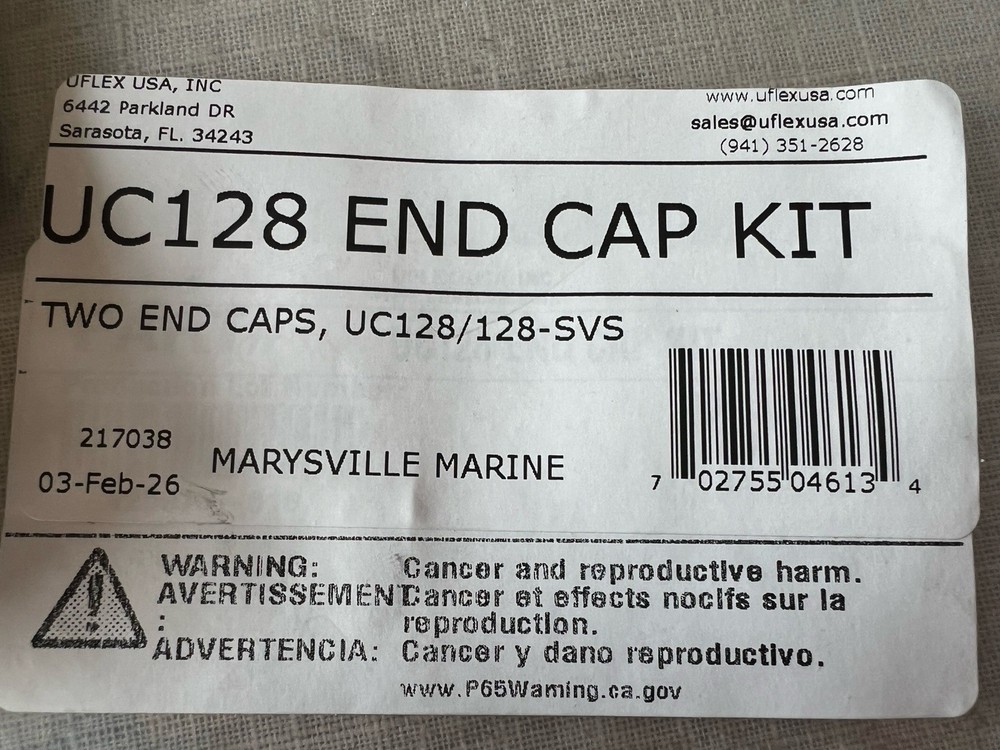 UFLEX USA, INC
6442 Parkland DR
Sarasota, FL. 34243
www.uflexusa.com
sales@uflexusa.com
(941) 351-2628
UC128 END CAP KIT
TWO END CAPS, UC128/128-SVS
217038
03-Feb-26
MARYSVILLE MARINE
7 02755 04613 4
WARNING: Cancer and reproductive harm.
AVERTISSEMENT Cancer et effects nocifs sur la
: reproduction.
ADVERTENCIA: Cancer y dano reproductivo.
www.P65Warning.ca.gov